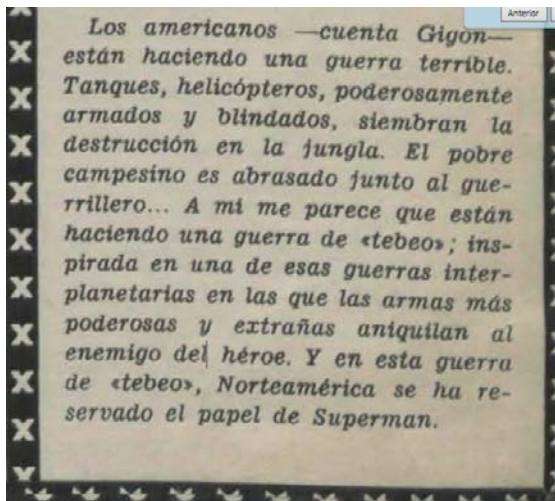 Anterior
Los americanos —cuenta Gigon—
están haciendo una guerra terrible.
Tanques, helicópteros, poderosamente
armados y blindados, siembran la
destrucción en la jungla. El pobre
campesino es abrasado junto al gue-
rrillero... A mi me parece que están
haciendo una guerra de «tebeo»; ins-
pirada en una de esas guerras inter-
planetarias en las que las armas más
poderosas y extrañas aniquilan al
enemigo del héroe. Y en esta guerra
de «tebeo», Norteamérica se ha re-
servado el papel de Superman.